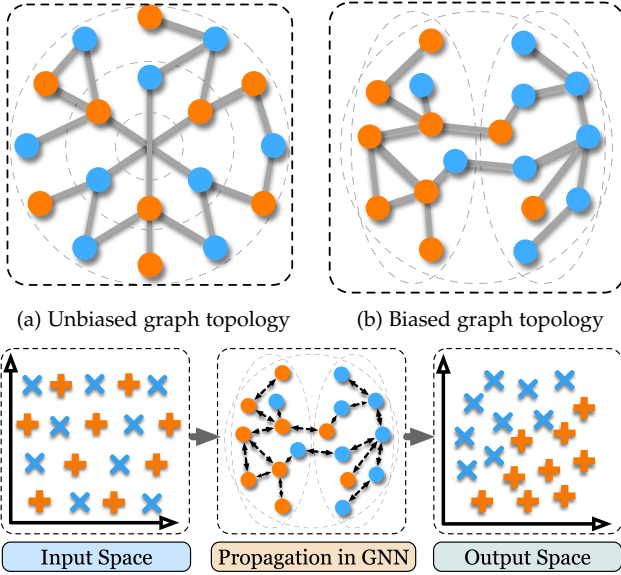 (a) Unbiased graph topology
(b) Biased graph topology
Input Space
Propagation in GNN
Output Space